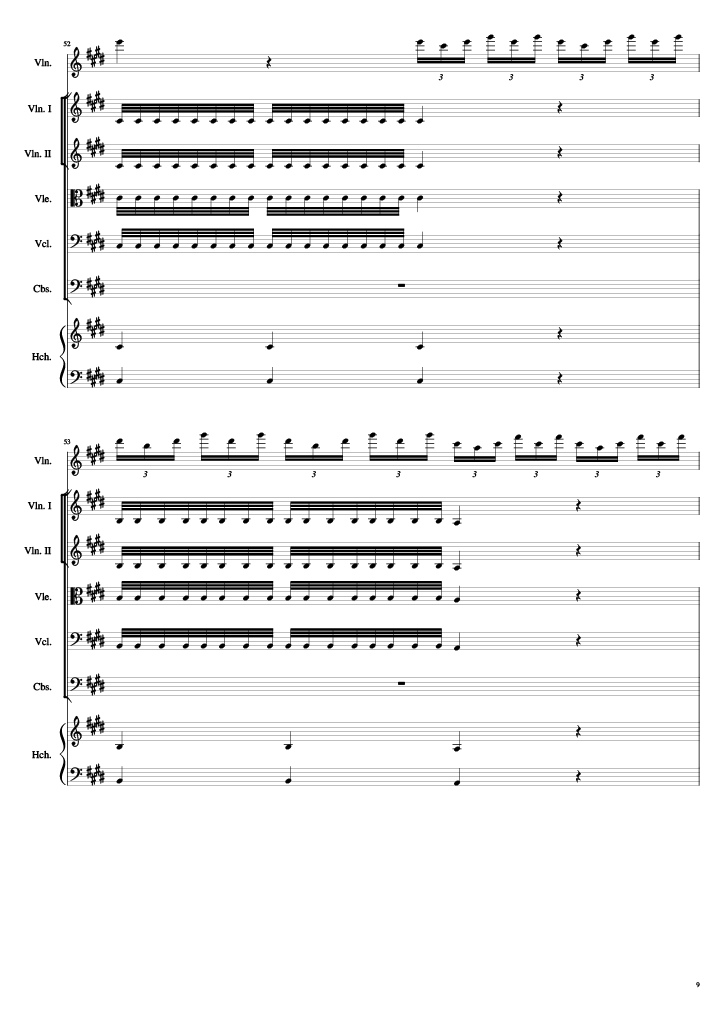 52
Vln.
3 3 3 3
Vln. I
Vln. II
Vle.
Vcl.
Cbs.
Hch.
53
Vln.
3 3 3 3 3 3 3 3
Vln. I
Vln. II
Vle.
Vcl.
Cbs.
Hch.
9